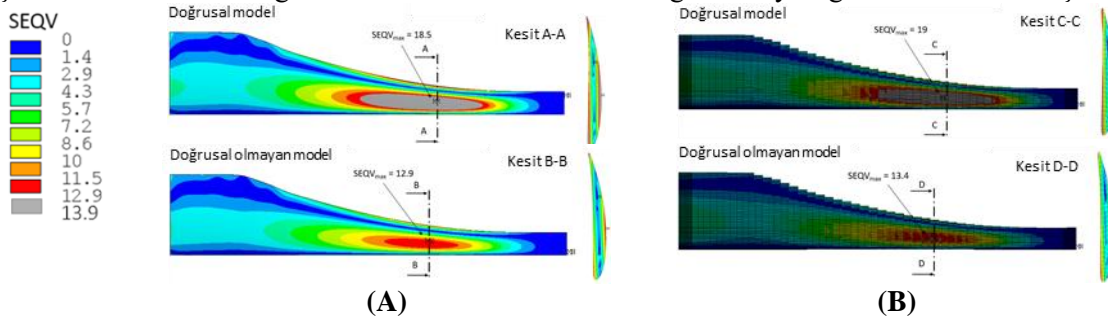 SEQV
0
1.4
2.9
4.3
5.7
7.2
8.6
10
11.5
12.9
13.9
Doğrusal model
SEQVmax = 18.5
A
A
Kesit A-A
Doğrusal olmayan model
SEQVmax = 12.9
B
B
Kesit B-B
(A)
Doğrusal model
SEQVmax = 19
C
C
Kesit C-C
Doğrusal olmayan model
SEQVmax = 13.4
D
D
Kesit D-D
(B)